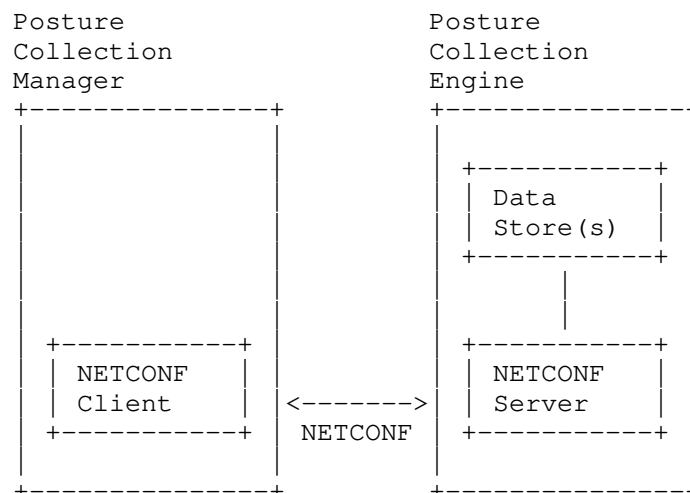 Posture Posture
Collection Collection
Manager Engine
Data
Store(s)
NETCONF NETCONF
Client <-------> Server
NETCONF